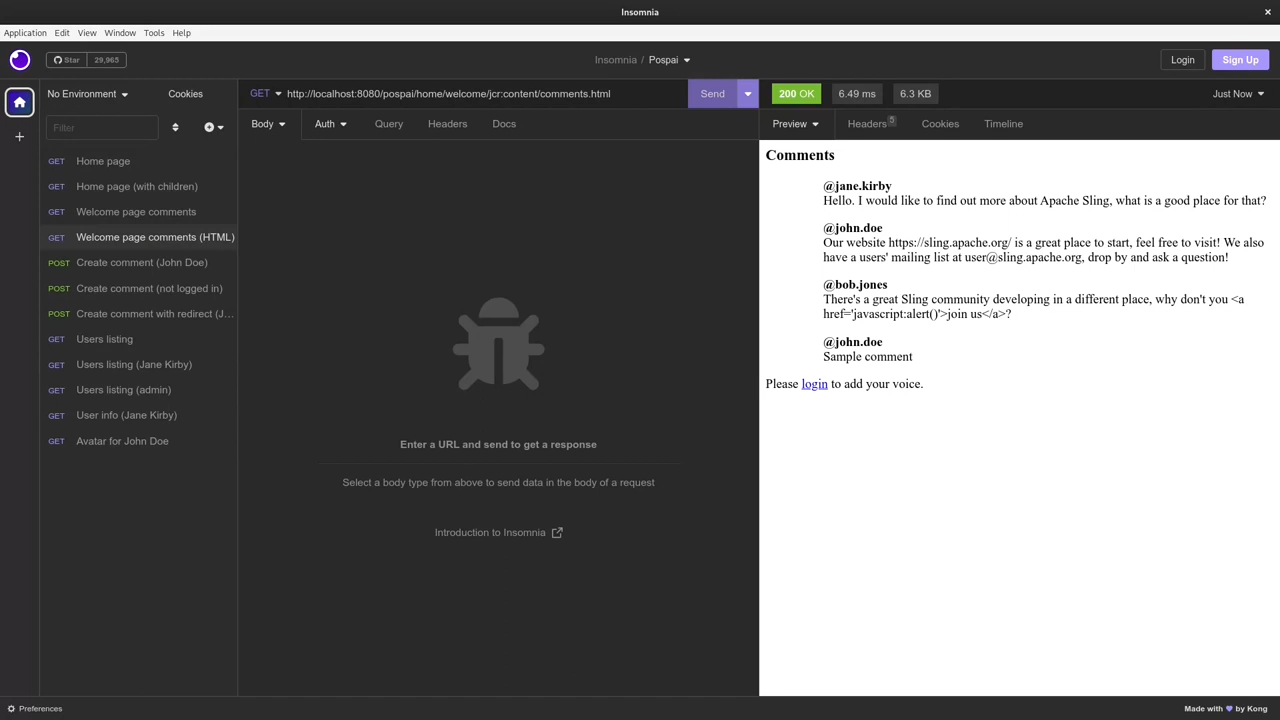 Insomnia ×
Application Edit View Window Tools Help
Star 29,965 Insomnia / Pospai Login Sign Up
No Environment Cookies
Filter
GET Home page
GET Home page (with children)
GET Welcome page comments
GET Welcome page comments (HTML)
POST Create comment (John Doe)
POST Create comment (not logged in)
POST Create comment with redirect (J...
GET Users listing
GET Users listing (Jane Kirby)
GET Users listing (admin)
GET User info (Jane Kirby)
GET Avatar for John Doe
GET http://localhost:8080/pospai/home/welcome/jcr:content/comments.html Send
Body Auth Query Headers Docs
Enter a URL and send to get a response
Select a body type from above to send data in the body of a request
Introduction to Insomnia
200 OK 6.49 ms 6.3 KB Just Now
Preview Headers 5 Cookies Timeline
Comments
@jane.kirby
Hello. I would like to find out more about Apache Sling, what is a good place for that?
@john.doe
Our website https://sling.apache.org/ is a great place to start, feel free to visit! We also
have a users' mailing list at user@sling.apache.org, drop by and ask a question!
@bob.jones
There's a great Sling community developing in a different place, why don't you <a
href='javascript:alert()'>join us</a>?
@john.doe
Sample comment
Please login to add your voice.
Preferences
Made with 💜 by Kong